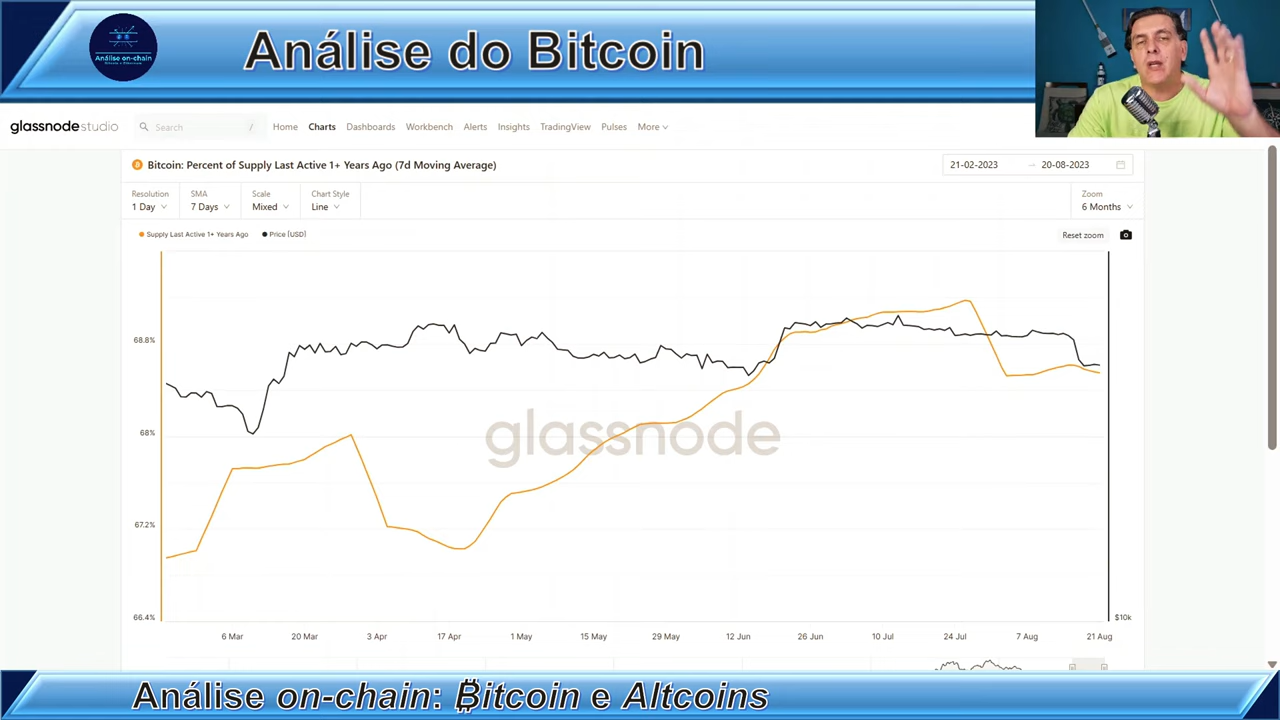 Análise do Bitcoin
Análise on-chain
Bitcoin e Altcoins
glassnodestudio
Search
/
Home
Charts
Dashboards
Workbench
Alerts
Insights
TradingView
Pulses
More
Bitcoin: Percent of Supply Last Active 1+ Years Ago (7d Moving Average)
21-02-2023 → 20-08-2023
Resolution
1 Day
SMA
7 Days
Scale
Mixed
Chart Style
Line
Zoom
6 Months
Supply Last Active 1+ Years Ago
Price (USD)
Reset zoom
68.8%
68%
67.2%
66.4%
glassnode
$10k
6 Mar
20 Mar
3 Apr
17 Apr
1 May
15 May
29 May
12 Jun
26 Jun
10 Jul
24 Jul
7 Aug
21 Aug
Análise on-chain: ₿itcoin e Altcoins